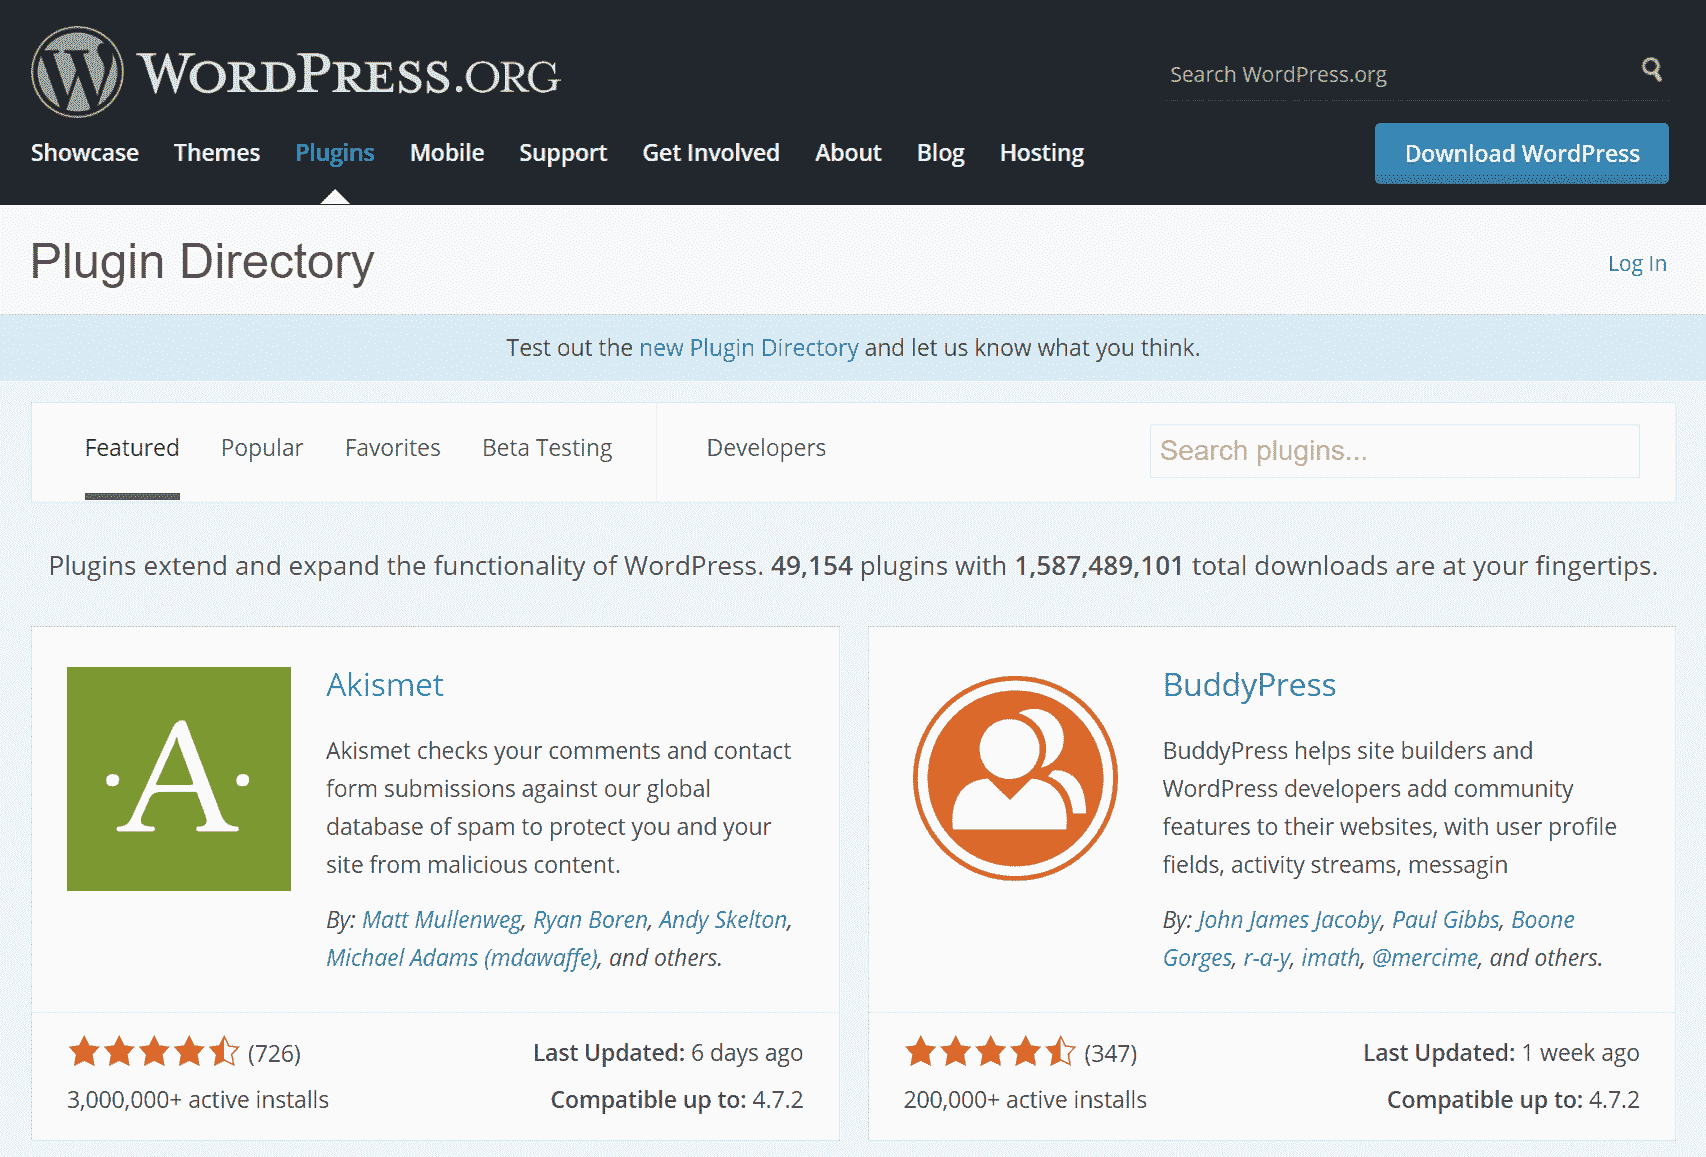 WORDPRESS.ORG
Search WordPress.org
Showcase Themes Plugins Mobile Support Get Involved About Blog Hosting
Download WordPress
Plugin Directory
Log In
Test out the new Plugin Directory and let us know what you think.
Featured Popular Favorites Beta Testing Developers
Search plugins...
Plugins extend and expand the functionality of WordPress. 49,154 plugins with 1,587,489,101 total downloads are at your fingertips.
A
Akismet
Akismet checks your comments and contact
form submissions against our global
database of spam to protect you and your
site from malicious content.
By: Matt Mullenweg, Ryan Boren, Andy Skelton,
Michael Adams (mdawaffe), and others.
(726)
Last Updated: 6 days ago
3,000,000+ active installs
Compatible up to: 4.7.2
BuddyPress
BuddyPress helps site builders and
WordPress developers add community
features to their websites, with user profile
fields, activity streams, messagin
By: John James Jacoby, Paul Gibbs, Boone
Gorges, r-a-y, imath, @mercime, and others.
(347)
Last Updated: 1 week ago
200,000+ active installs
Compatible up to: 4.7.2